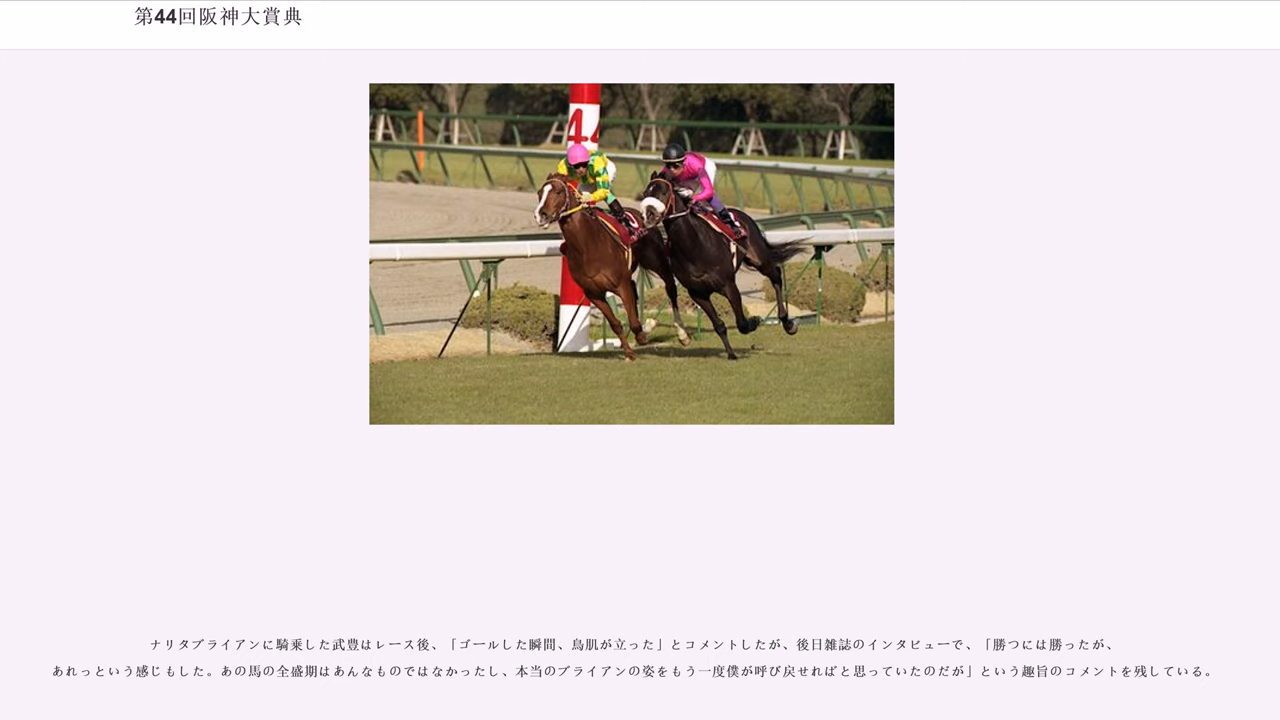 第44回阪神大賞典
4
ナリタブライアンに騎乗した武豊はレース後、「ゴールした瞬間、鳥肌が立った」とコメントしたが、後日雑誌のインタビューで、「勝つには勝ったが、
あれっという感じもした。あの馬の全盛期はあんなものではなかったし、本当のブライアンの姿をもう一度僕が呼び戻せればと思っていたのだが」という趣旨のコメントを残している。